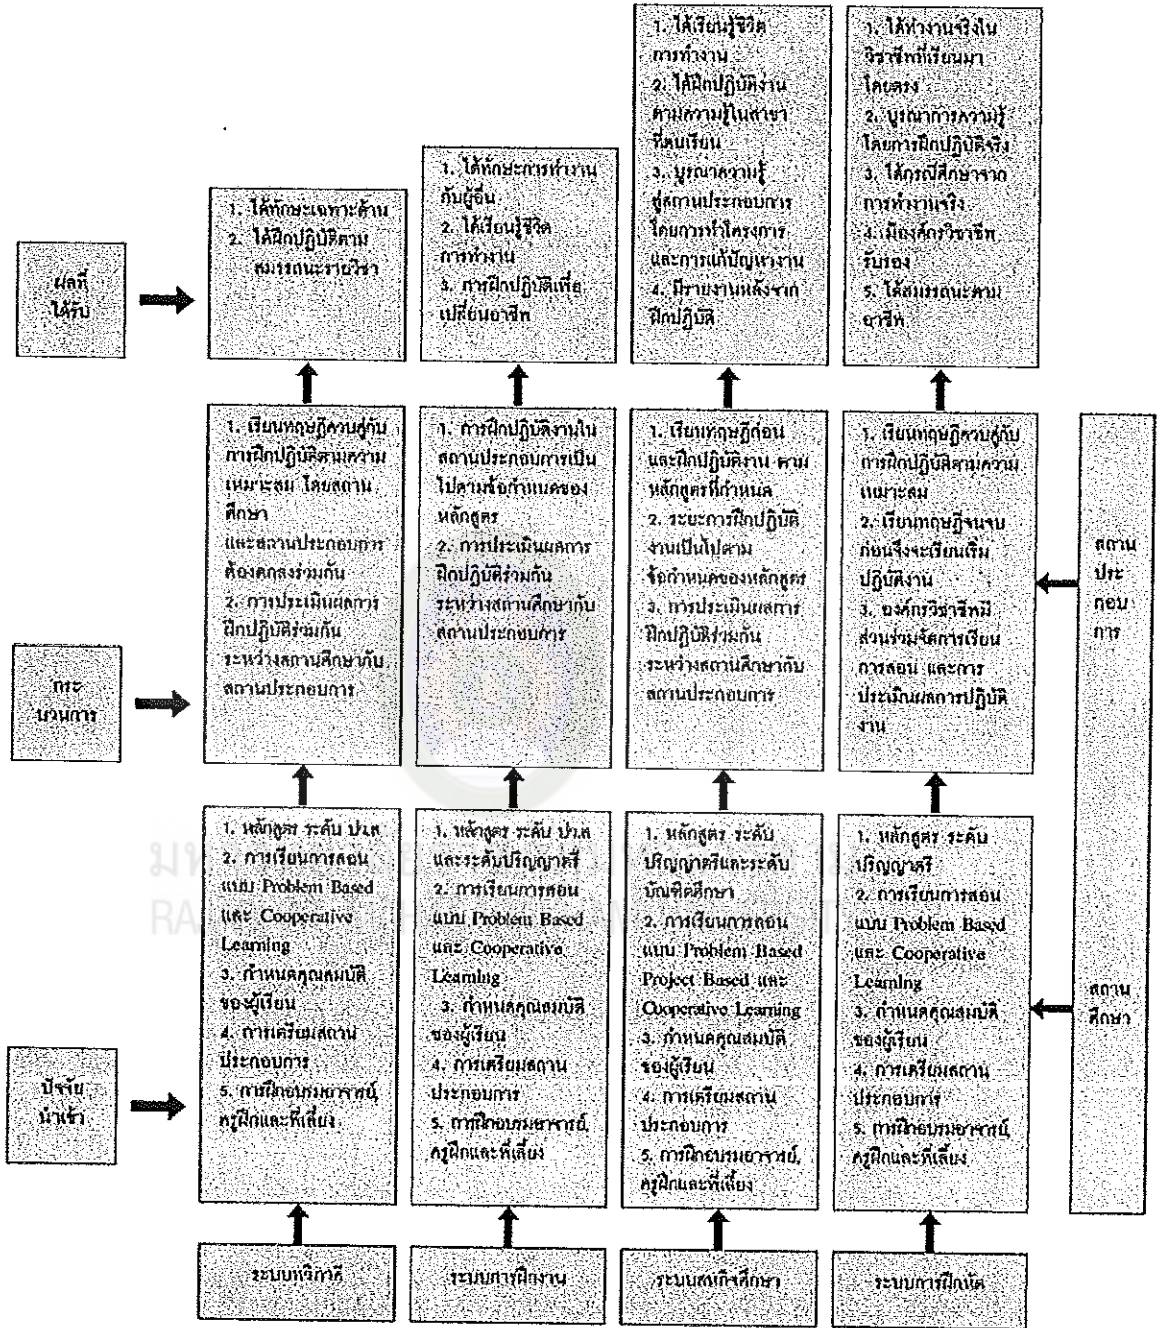 ผลที่
ได้รับ
1. ได้ทักษะเฉพาะด้าน
2. ได้ฝึกปฏิบัติตาม
สมรรถนะรายวิชา
1. ได้ทักษะการทำงาน
กับผู้อื่น
2. ได้เรียนรู้ชีวิต
การทำงาน
3. การฝึกปฏิบัติเพื่อ
เปลี่ยนอาชีพ
1. ได้เรียนรู้ชีวิต
การทำงาน
2. ได้ฝึกปฏิบัติงาน
ตามความรู้ในสาขา
ที่ตนเรียน
3. บูรณาความรู้
สู่สถานประกอบการ
โดยการทำโครงการ
และการแก้ปัญหางาน
4. มีรายงานหลังจาก
ฝึกปฏิบัติ
1. ได้ทำงานจริงใน
วิชาชีพที่เรียนมา
โดยตรง
2. บูรณาการความรู้
โดยการฝึกปฏิบัติจริง
3. ได้กรณีศึกษาจาก
การทำงานจริง
4. มีองค์กรวิชาชีพ
รับรอง
5. ได้สมรรถนะตาม
อาชีพ
กระ
บวนการ
1. เรียนทฤษฎีควบคู่กับ
การฝึกปฏิบัติตามความ
เหมาะสม โดยสถาน
ศึกษา
และสถานประกอบการ
ต้องตกลงร่วมกัน
2. การประเมินผลการ
ฝึกปฏิบัติร่วมกัน
ระหว่างสถานศึกษากับ
สถานประกอบการ
1. การฝึกปฏิบัติงานใน
สถานประกอบการเป็น
ไปตามข้อกำหนดของ
หลักสูตร
2. การประเมินผลการ
ฝึกปฏิบัติร่วมกัน
ระหว่างสถานศึกษากับ
สถานประกอบการ
1. เรียนทฤษฎีก่อน
และฝึกปฏิบัติงาน ตาม
หลักสูตรที่กำหนด
2. ระยะการฝึกปฏิบัติ
งานเป็นไปตาม
ข้อกำหนดของหลักสูตร
3. การประเมินผลการ
ฝึกปฏิบัติร่วมกัน
ระหว่างสถานศึกษากับ
สถานประกอบการ
1. เรียนทฤษฎีควบคู่กับ
การฝึกปฏิบัติตามความ
เหมาะสม
2. เรียนทฤษฎีจนจบ
ก่อนจึงจะเรียนเริ่ม
ปฏิบัติงาน
3. องค์กรวิชาชีพมี
ส่วนร่วมจัดการเรียน
การสอน และการ
ประเมินผลการปฏิบัติ
งาน
สถาน
ประ
กอบ
การ
ปัจจัย
นำเข้า
1. หลักสูตร ระดับ ปวส
2. การเรียนการสอน
แบบ Problem Based
และ Cooperative
Learning
3. กำหนดคุณสมบัติ
ของผู้เรียน
4. การเตรียมสถาน
ประกอบการ
5. การฝึกอบรมอาจารย์,
ครูฝึกและพี่เลี้ยง
1. หลักสูตร ระดับ ปวส
และระดับปริญญาตรี
2. การเรียนการสอน
แบบ Problem Based
และ Cooperative
Learning
3. กำหนดคุณสมบัติ
ของผู้เรียน
4. การเตรียมสถาน
ประกอบการ
5. การฝึกอบรมอาจารย์,
ครูฝึกและพี่เลี้ยง
1. หลักสูตร ระดับ
ปริญญาตรีและระดับ
บัณฑิตศึกษา
2. การเรียนการสอน
แบบ Problem Based
Project Based และ
Cooperative Learning
3. กำหนดคุณสมบัติ
ของผู้เรียน
4. การเตรียมสถาน
ประกอบการ
5. การฝึกอบรมอาจารย์,
ครูฝึกและพี่เลี้ยง
1. หลักสูตร ระดับ
ปริญญาตรี
2. การเรียนการสอน
แบบ Problem Based
และ Cooperative
Learning
3. กำหนดคุณสมบัติ
ของผู้เรียน
4. การเตรียมสถาน
ประกอบการ
5. การฝึกอบรมอาจารย์,
ครูฝึกและพี่เลี้ยง
สถาน
ศึกษา
ระบบทวิภาคี
ระบบการฝึกงาน
ระบบสหกิจศึกษา
ระบบการฝึกหัด